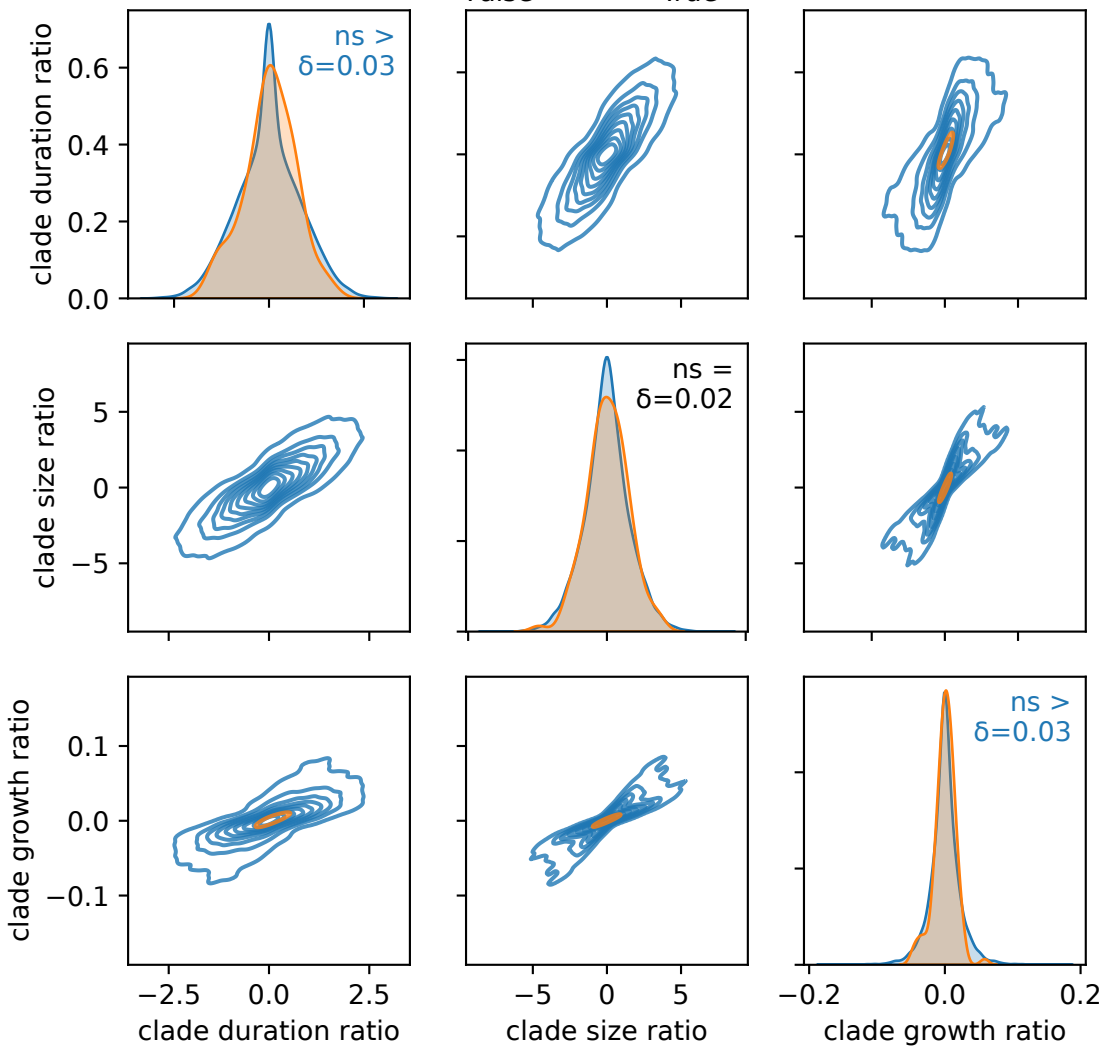 clade duration ratio
0.6
0.4
0.2
0.0
ns >
δ=0.03
clade size ratio
5
0
−5
−5
0
5
ns =
δ=0.02
clade growth ratio
0.1
0.0
−0.1
ns >
δ=0.03
−2.5
0.0
2.5
−5
0
5
−0.2
0.0
0.2
clade duration ratio
clade size ratio
clade growth ratio